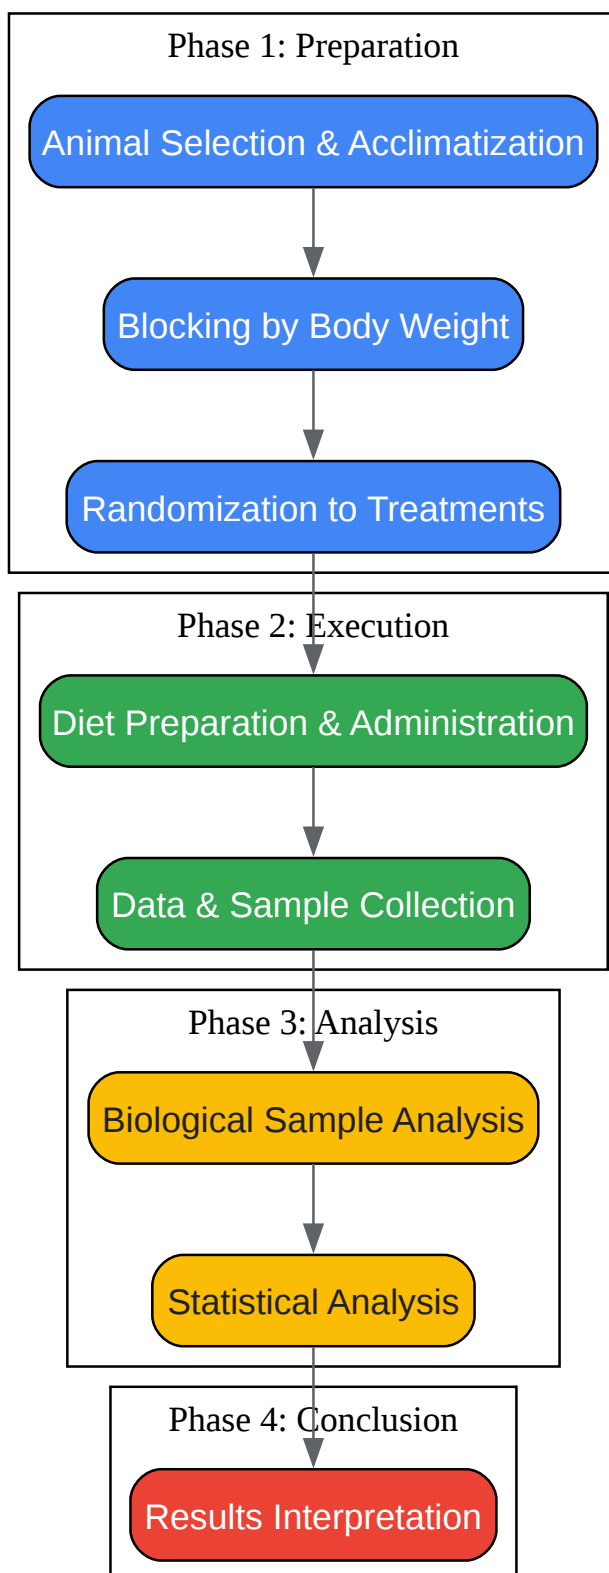 Phase 1: Preparation
Animal Selection & Acclimatization
Blocking by Body Weight
Randomization to Treatments
Phase 2: Execution
Diet Preparation & Administration
Data & Sample Collection
Phase 3: Analysis
Biological Sample Analysis
Statistical Analysis
Phase 4: Conclusion
Results Interpretation